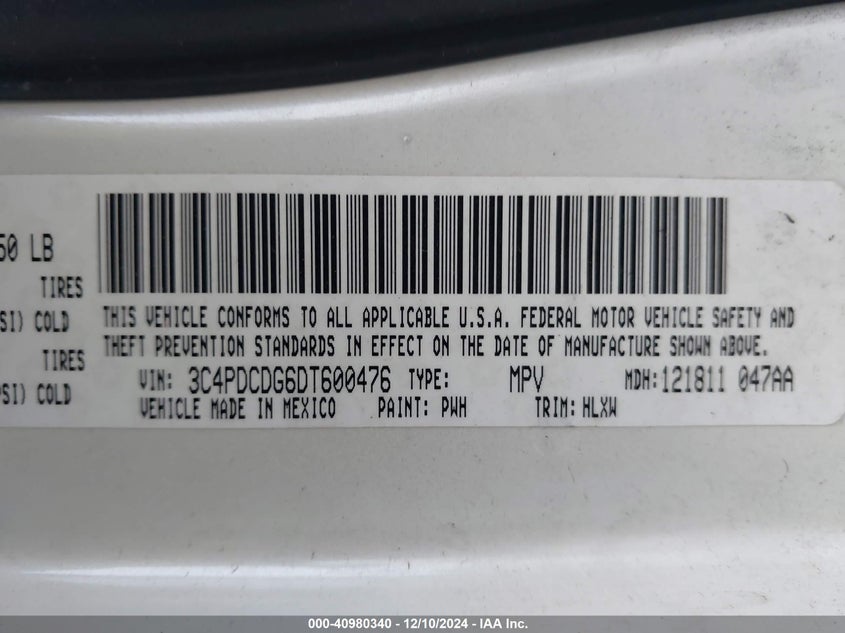 50 LB
TIRES
SI) COLD
TIRES
PSI) COLD
THIS VEHICLE CONFORMS TO ALL APPLICABLE U.S.A. FEDERAL MOTOR VEHICLE SAFETY AND
THEFT PREVENTION STANDARDS IN EFFECT ON THE DATE OF MANUFACTURE SHOWN ABOVE.
VIN: 3C4PDCDG6DT600476 TYPE: MPV MDH:121811 047AA
VEHICLE MADE IN MEXICO PAINT: PWH TRIM: HLXW
000-40980340 - 12/10/2024 - IAA Inc.